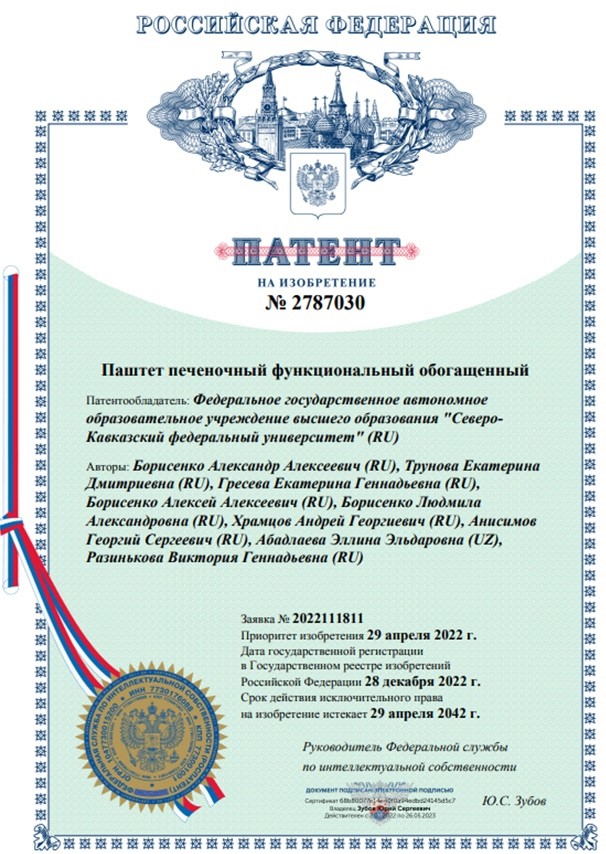 РОССИЙСКАЯ ФЕДЕРАЦИЯ
ПАТЕНТ
НА ИЗОБРЕТЕНИЕ
№ 2787030
Паштет печеночный функциональный обогащенный
Патентообладатель: Федеральное государственное автономное
образовательное учреждение высшего образования "Северо-
Кавказский федеральный университет" (RU)
Авторы: Борисенко Александр Алексеевич (RU), Трунова Екатерина
Дмитриевна (RU), Гресева Екатерина Геннадьевна (RU),
Борисенко Алексей Алексеевич (RU), Борисенко Людмила
Александровна (RU), Храмцов Андрей Георгиевич (RU), Анисимов
Георгий Сергеевич (RU), Абадлаева Эллина Эльдаровна (UZ),
Разинькова Виктория Геннадьевна (RU)
Заявка № 2022111811
Приоритет изобретения 29 апреля 2022 г.
Дата государственной регистрации
в Государственном реестре изобретений
Российской Федерации 28 декабря 2022 г.
Срок действия исключительного права
на изобретение истекает 29 апреля 2042 г.
Руководитель Федеральной службы
по интеллектуальной собственности
ДОКУМЕНТ ПОДПИСАН ЭЛЕКТРОННОЙ ПОДПИСЬЮ
Сертификат
Владелец Зубов Юрий Сергеевич
Действителен с 2022 по 26.05.2023
Ю.С. Зубов
ФЕДЕРАЛЬНАЯ СЛУЖБА ПО ИНТЕЛЛЕКТУАЛЬНОЙ СОБСТВЕННОСТИ (РОСПАТЕНТ)
ОГРН 1047730015200 ИНН 7730176088 КПП 773001001